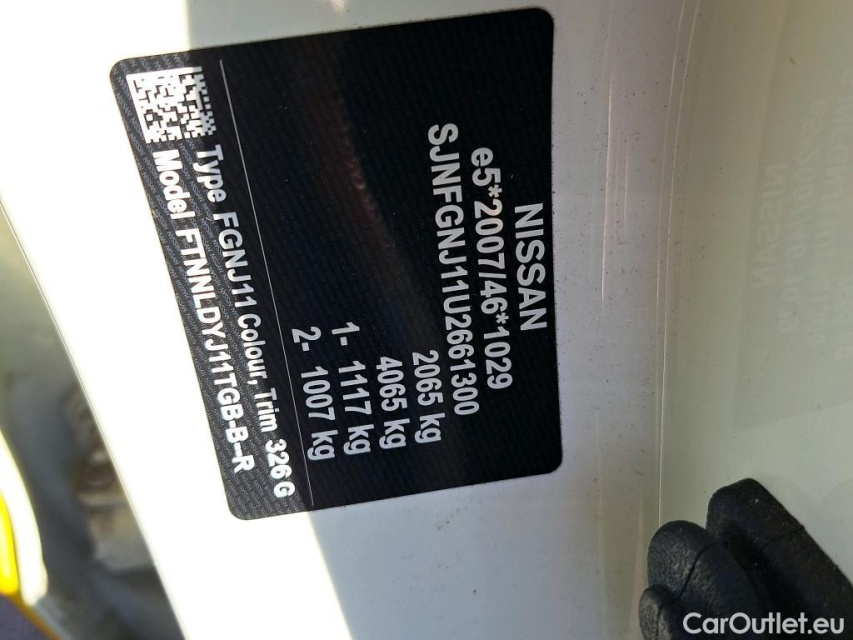 NISSAN
e5*2007/46*1029
SJNFGNJ11U2661300
2065 kg
4065 kg
1- 1117 kg
2- 1007 kg
Type FGNJ11 Colour, Trim 326G
Model FTNNLDYJ11TGB-B-R
CarOutlet.eu